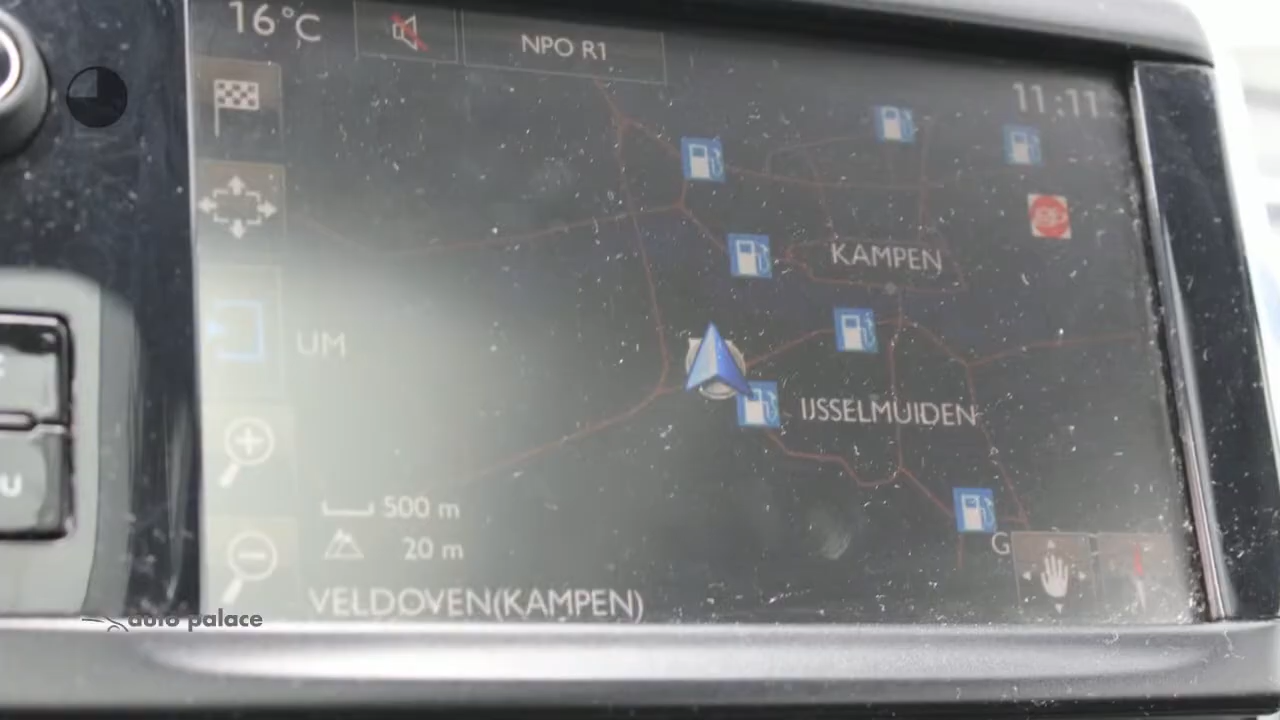 16°C
NPO R1
11:11
KAMPEN
UM
IJSSELMUIDEN
500 m
20 m
G
VELDOVEN(KAMPEN)
auto palace
U